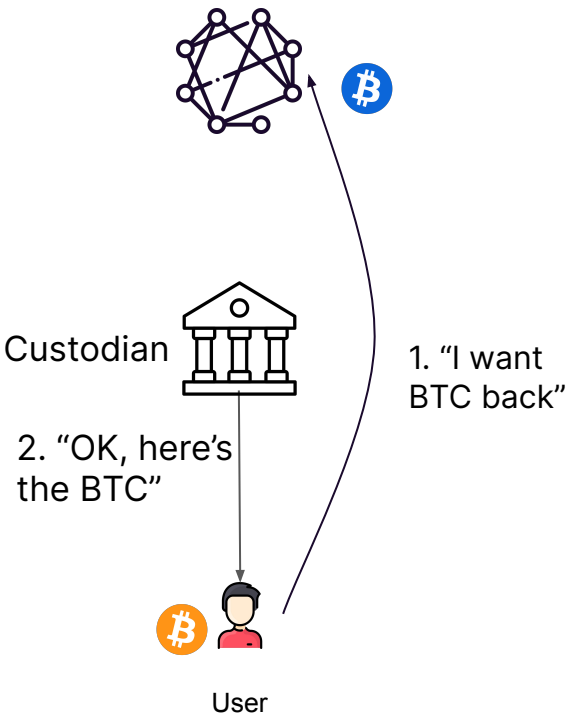 Custodian
1. “I want
BTC back”
2. “OK, here’s
the BTC”
User